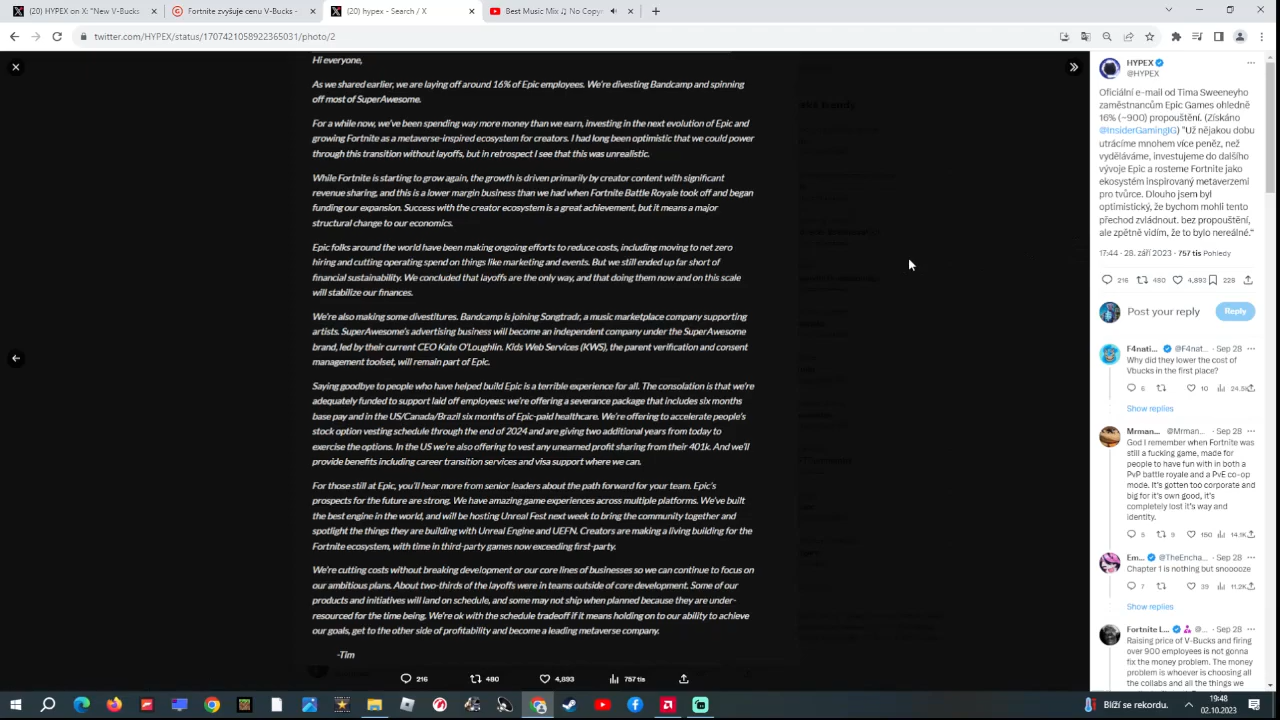 (20) HYPEX on X: "New V-Bucks
Fortnite zvyšuje cenu V-Bucks -
(20) hypex - Search / X
Best Music Mix ♫ No Copy
twitter.com/HYPEX/status/1707421058922365031/photo/2
Hi everyone,
As we shared earlier, we are laying off around 16% of Epic employees. We're divesting Bandcamp and spinning
off most of SuperAwesome.
For a while now, we've been spending way more money than we earn, investing in the next evolution of Epic and
growing Fortnite as a metaverse-inspired ecosystem for creators. I had long been optimistic that we could power
through this transition without layoffs, but in retrospect I see that this was unrealistic.
While Fortnite is starting to grow again, the growth is driven primarily by creator content with significant
revenue sharing, and this is a lower margin business than we had when Fortnite Battle Royale took off and began
funding our expansion. Success with the creator ecosystem is a great achievement, but it means a major
structural change to our economics.
Epic folks around the world have been making ongoing efforts to reduce costs, including moving to net zero
hiring and cutting operating spend on things like marketing and events. But we still ended up far short of
financial sustainability. We concluded that layoffs are the only way, and that doing them now and on this scale
will stabilize our finances.
We're also making some divestitures. Bandcamp is joining Songtradr, a music marketplace company supporting
artists. SuperAwesome's advertising business will become an independent company under the SuperAwesome
brand, led by their current CEO Kate O'Loughlin. Kids Web Services (KWS), the parent verification and consent
management toolset, will remain part of Epic.
Saying goodbye to people who have helped build Epic is a terrible experience for all. The consolation is that we're
adequately funded to support laid off employees: we're offering a severance package that includes six months
base pay and in the US/Canada/Brazil six months of Epic-paid healthcare. We're offering to accelerate people's
stock option vesting schedule through the end of 2024 and are giving two additional years from today to
exercise the options. In the US we're also offering to vest any unearned profit sharing from their 401k. And we'll
provide benefits including career transition services and visa support where we can.
For those still at Epic, you'll hear more from senior leaders about the path forward for your team. Epic's
prospects for the future are strong. We have amazing game experiences across multiple platforms. We've built
the best engine in the world, and will be hosting Unreal Fest next week to bring the community together and
spotlight the things they are building with Unreal Engine and UEFN. Creators are making a living building for the
Fortnite ecosystem, with time in third-party games now exceeding first-party.
We're cutting costs without breaking development or our core lines of businesses so we can continue to focus on
our ambitious plans. About two-thirds of the layoffs were in teams outside of core development. Some of our
products and initiatives will land on schedule, and some may not ship when planned because they are under-
resourced for the time being. We're ok with the schedule tradeoff if it means holding on to our ability to achieve
our goals, get to the other side of profitability and become a leading metaverse company.
-Tim
216 480 4,893 757 tis
HYPEX
@HYPEX
Oficiální e-mail od Tima Sweeneyho
zaměstnancům Epic Games ohledně
16% (~900) propouštění. (Získáno
@InsiderGamingIG) "Už nějakou dobu
utrácíme mnohem více peněz, než
vyděláváme, investujeme do dalšího
vývoje Epic a rosteme Fortnite jako
ekosystém inspirovaný metaverzemi
pro tvůrce. Dlouho jsem byl
optimistický, že bychom mohli tento
přechod zvládnout. bez propouštění,
ale zpětně vidím, že to bylo nereálné."
17:44 · 28. září 2023 · 757 tis Pohledy
216 480 4,893 228
Post your reply
Reply
F4nati... @F4nat... · Sep 28
Why did they lower the cost of
Vbucks in the first place?
6 10 24.5K
Show replies
Mrman... @Mrman... · Sep 28
God I remember when Fortnite was
still a fucking game, made for
people to have fun with in both a
PvP battle royale and a PvE co-op
mode. It's gotten too corporate and
big for it's own good, it's
completely lost it's way and
identity.
5 9 150 14.1K
Em... @TheEncha... · Sep 28
Chapter 1 is nothing but snooooze
7 39 11.2K
Show replies
Fortnite L... @... · Sep 28
Raising price of V-Bucks and firing
over 900 employees is not gonna
fix the money problem. The money
problem is whoever is choosing all
the collabs and all the things we
Blíží se rekordu.
19:48
02.10.2023